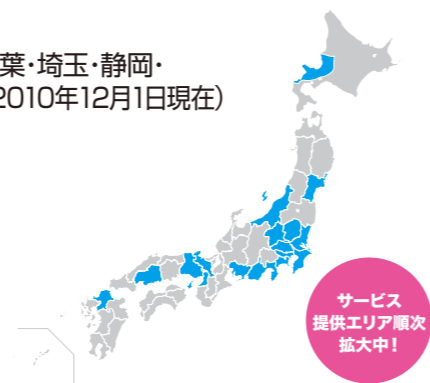 葉・埼玉・静岡・
2010年12月1日現在）
サービス
提供エリア順次
拡大中！